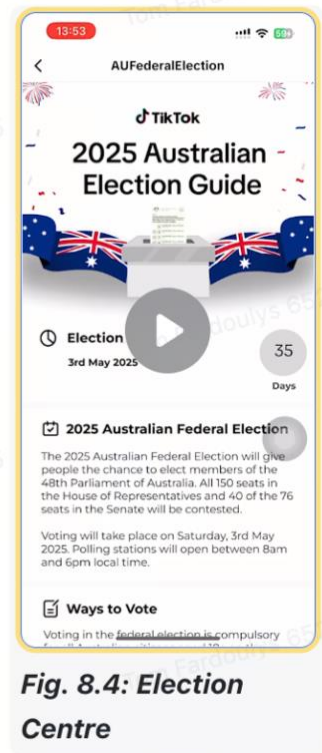 13:53
59
AUFederalElection
TikTok
2025 Australian
Election Guide
Election
3rd May 2025
35
Days
2025 Australian Federal Election
The 2025 Australian Federal Election will give
people the chance to elect members of the
48th Parliament of Australia. All 150 seats in
the House of Representatives and 40 of the 76
seats in the Senate will be contested.
Voting will take place on Saturday, 3rd May
2025. Polling stations will open between 8am
and 6pm local time.
Ways to Vote
Voting in the federal election is compulsory
Fig. 8.4: Election
Centre